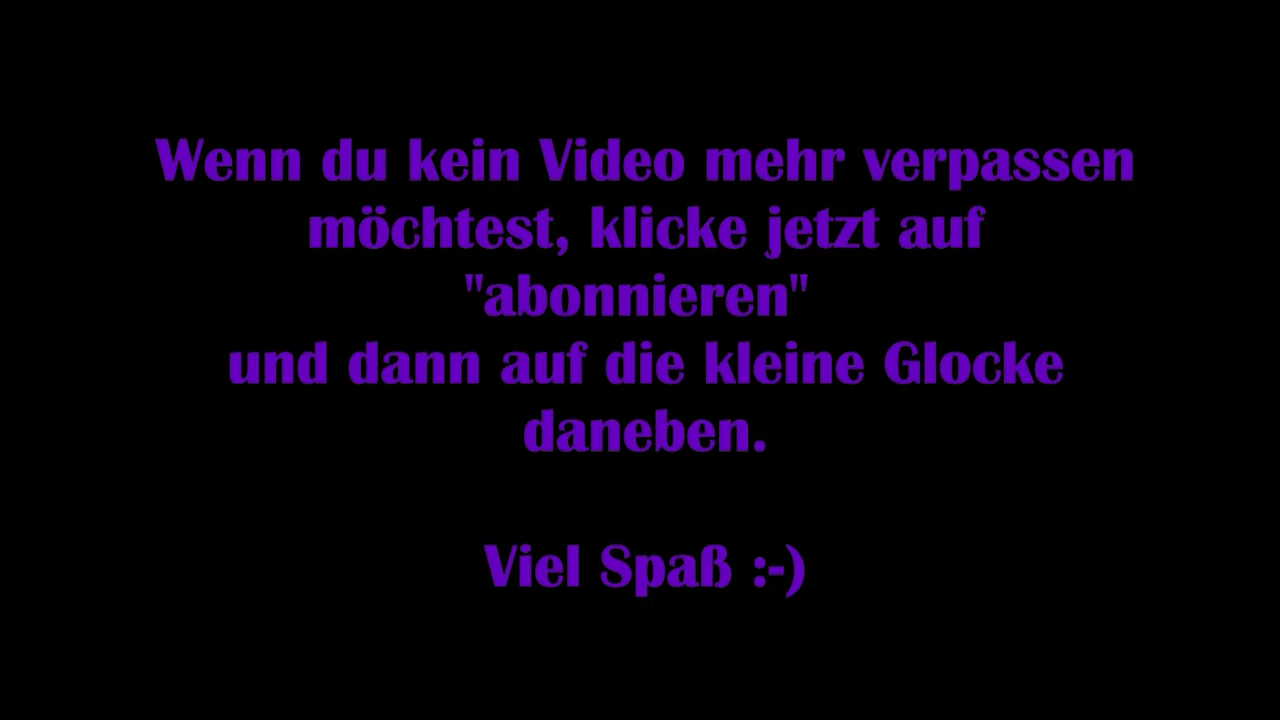 Wenn du kein Video mehr verpassen
möchtest, klicke jetzt auf
"abonnieren"
und dann auf die kleine Glocke
daneben.
Viel Spaß :-)